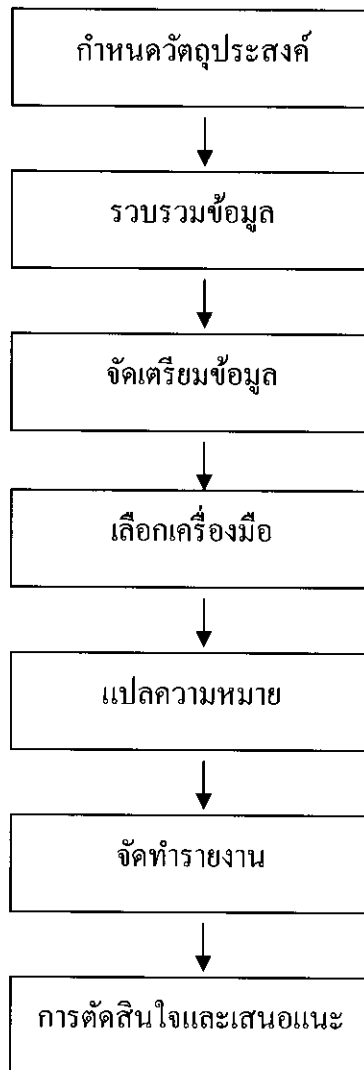 กำหนดวัตถุประสงค์
รวบรวมข้อมูล
จัดเตรียมข้อมูล
เลือกเครื่องมือ
แปลความหมาย
จัดทำรายงาน
การตัดสินใจและเสนอแนะ